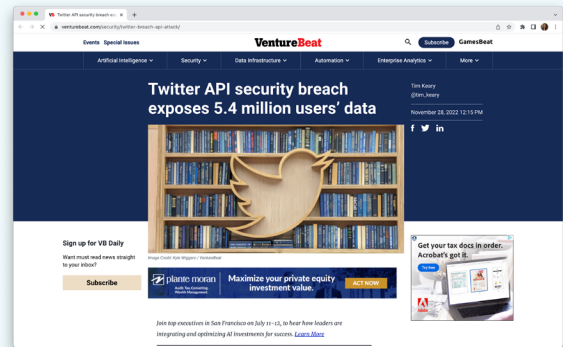 Twitter API security breach ex
venturebeat.com/security/twitter-breach-api-attack/
Events Special Issues
VentureBeat
Subscribe
GamesBeat
Artificial Intelligence
Security
Data Infrastructure
Automation
Enterprise Analytics
More
Twitter API security breach
exposes 5.4 million users’ data
Tim Keary
@tim_keary
November 28, 2022 12:15 PM
Image Credit: Kyle Wiggers / VentureBeat
Sign up for VB Daily
Want must read news straight
to your inbox?
Subscribe
plante moran
Audit. Tax. Consulting.
Wealth Management.
Maximize your private equity
investment value.
ACT NOW
Get your tax docs in order.
Acrobat’s got it.
Try free
Adobe
Join top executives in San Francisco on July 11-12, to hear how leaders are
integrating and optimizing AI investments for success. Learn More